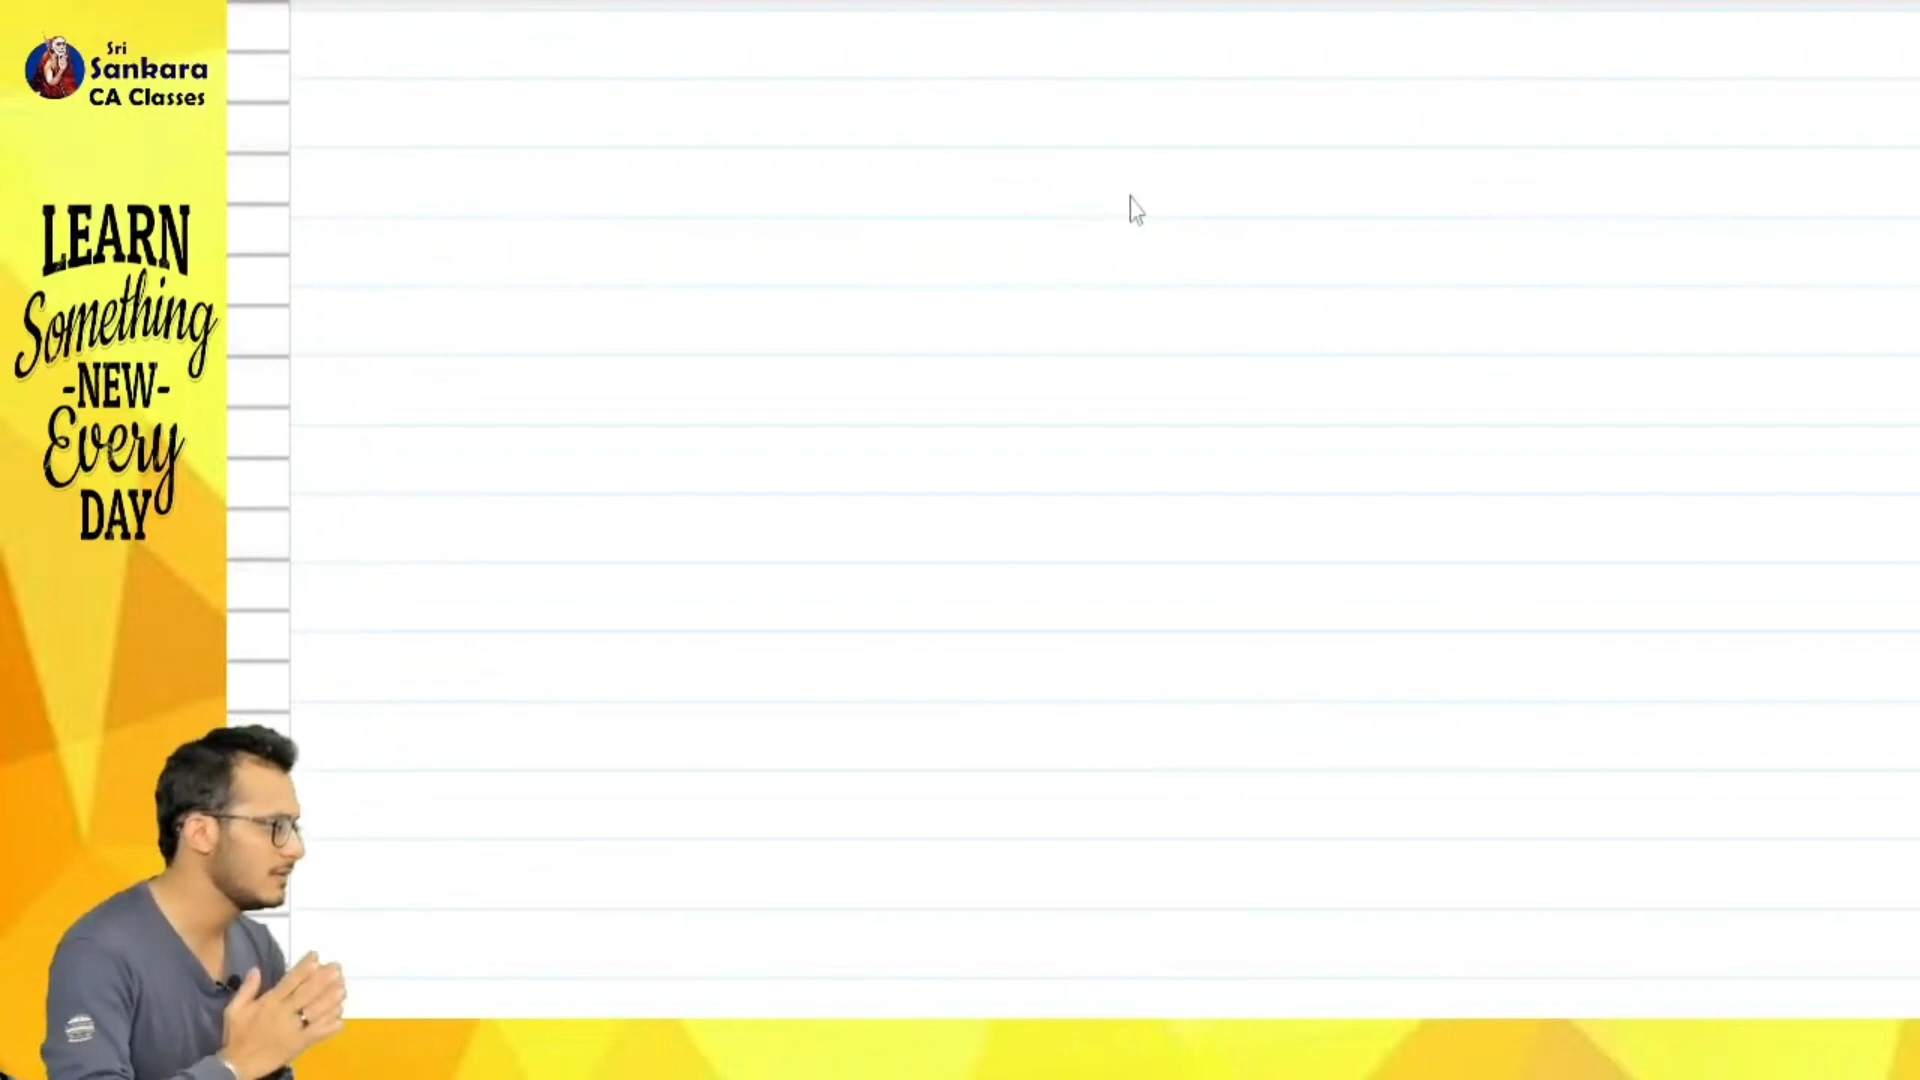 Sri
Sankara
CA Classes
LEARN
Something
-NEW-
Every
DAY